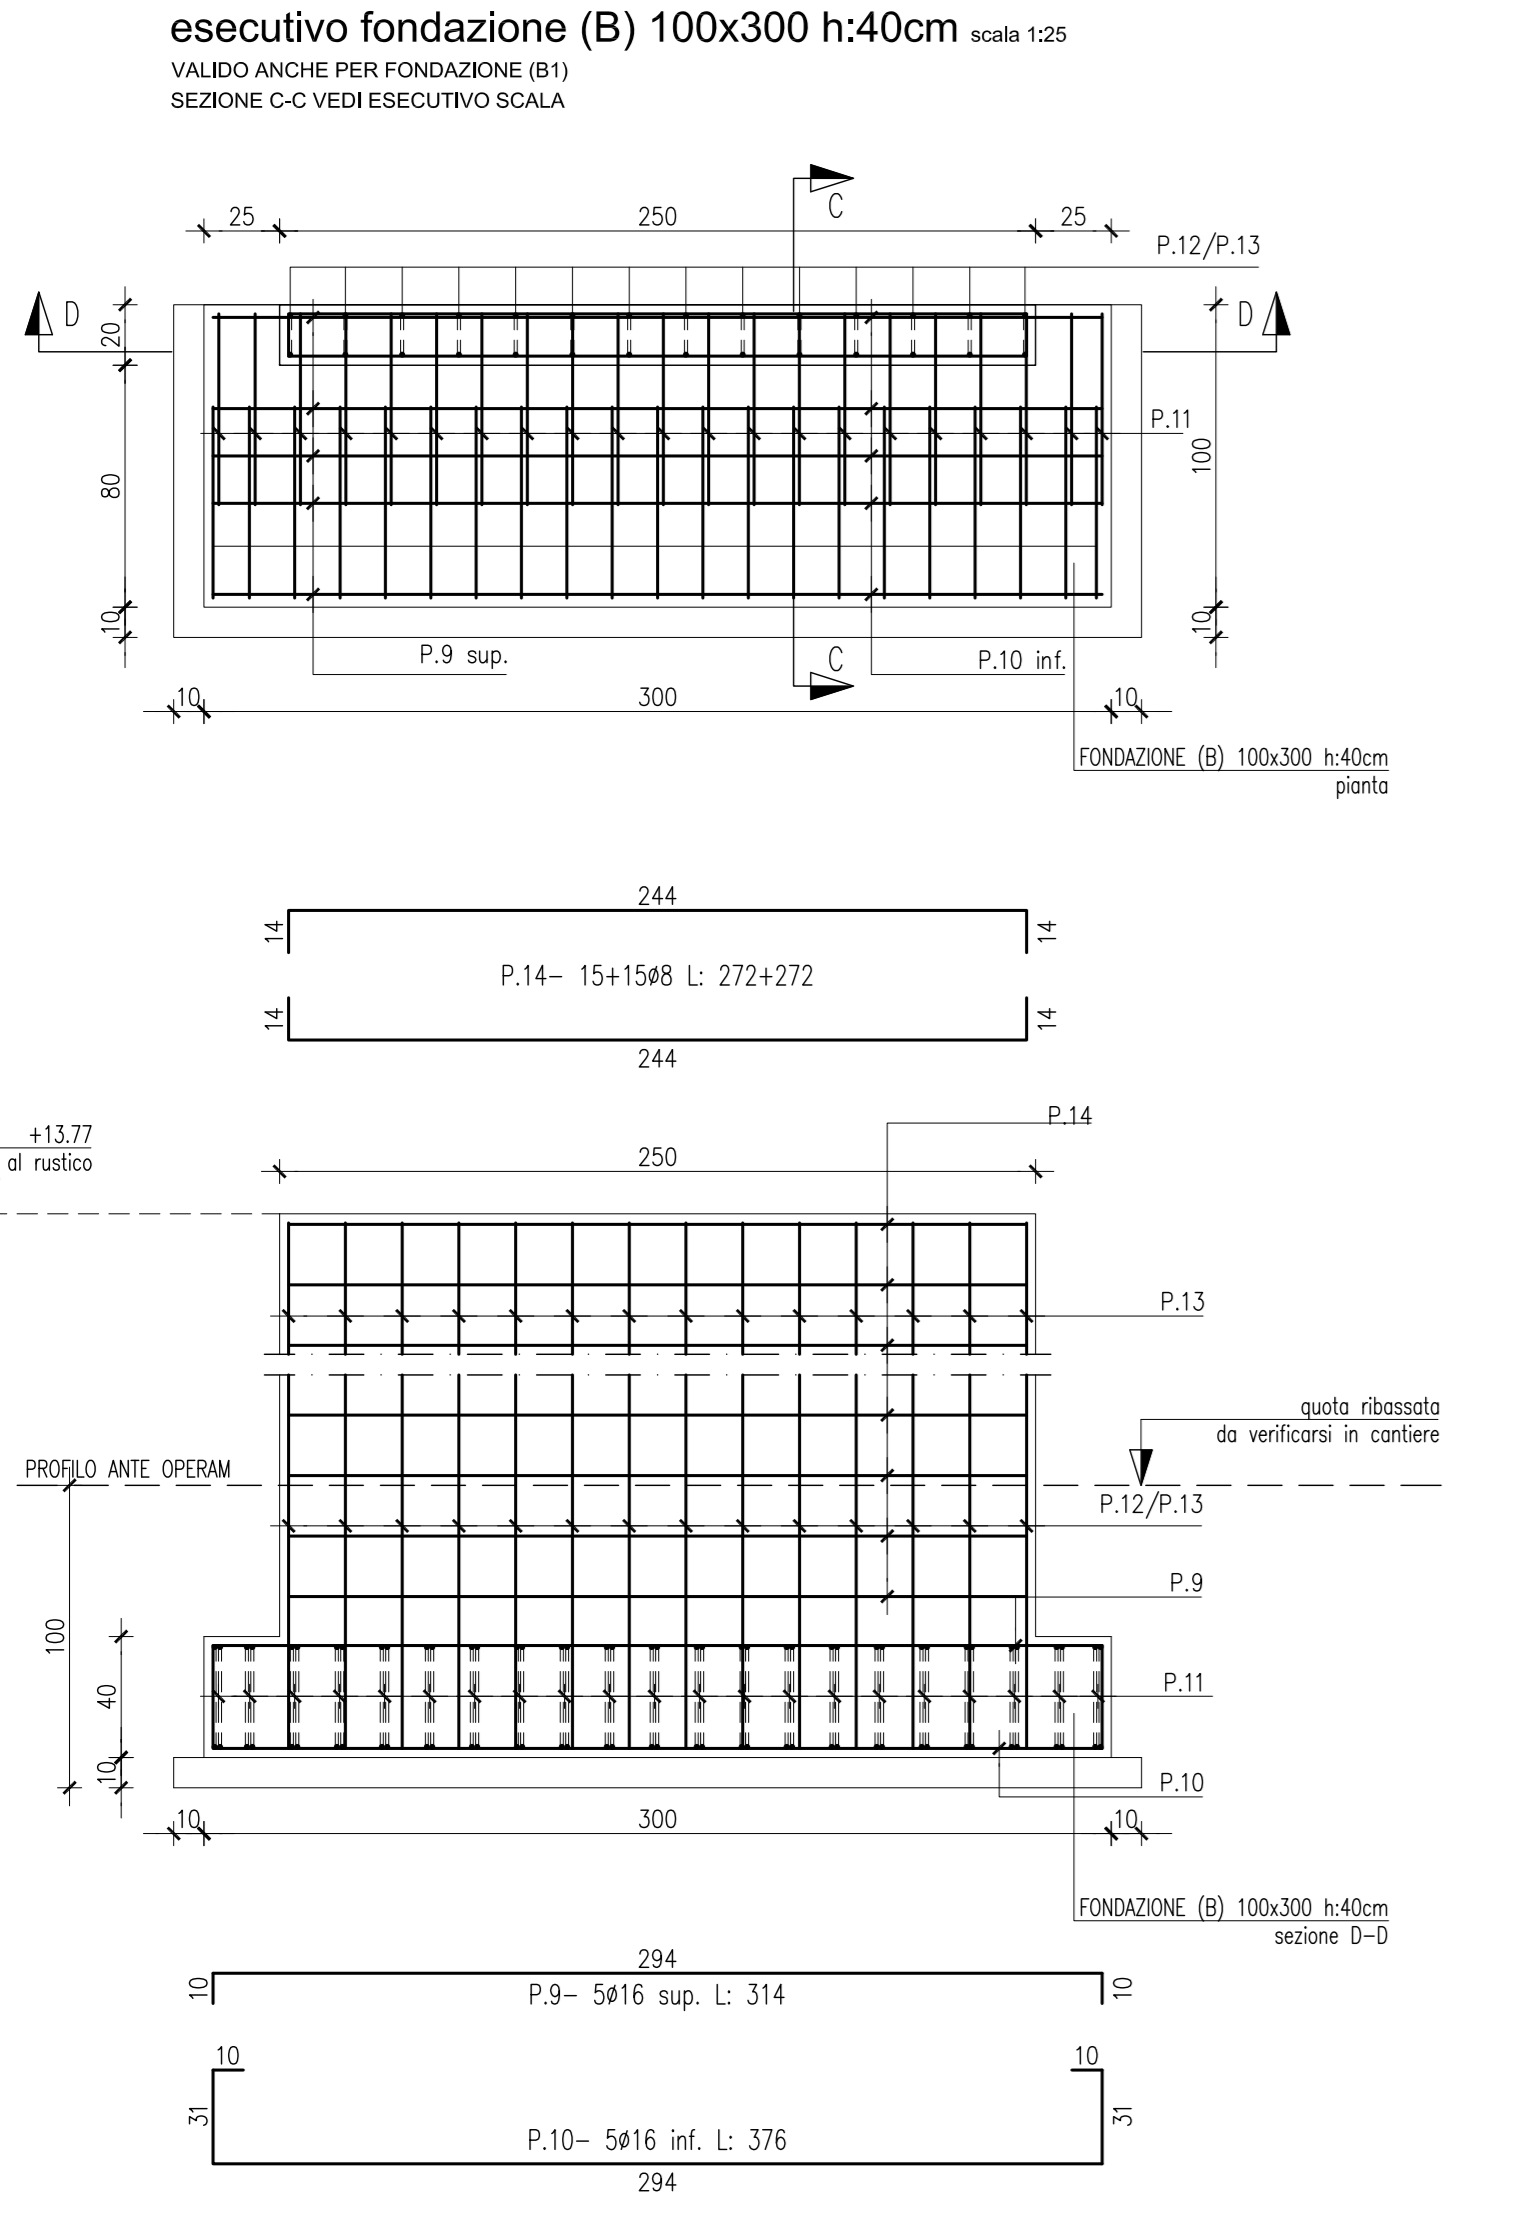 esecutivo fondazione (B) 100x300 h:40cm scala 1:25
VALIDO ANCHE PER FONDAZIONE (B1)
SEZIONE C-C VEDI ESECUTIVO SCALA
C
25 250 25
P.12/P.13
D D
20
P.11
80 100
10 10
P.9 sup. C P.10 inf.
10 300 10
FONDAZIONE (B) 100x300 h:40cm
pianta
244
14 14
P.14- 15+15ø8 L: 272+272
14 14
244
P.14
+13.77
al rustico
250
P.13
quota ribassata
da verificarsi in cantiere
PROFILO ANTE OPERAM
P.12/P.13
P.9
100
40 P.11
10 P.10
10 300 10
FONDAZIONE (B) 100x300 h:40cm
sezione D-D
294
10 P.9- 5ø16 sup. L: 314 10
10 10
31 31
P.10- 5ø16 inf. L: 376
294